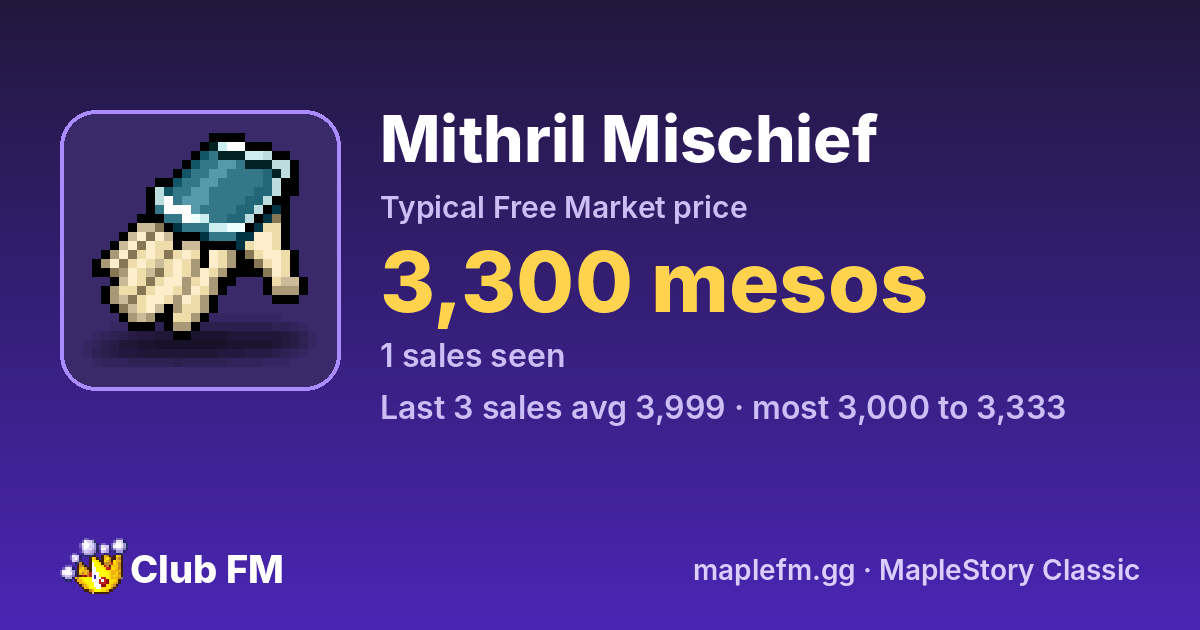 Mithril Mischief
Typical Free Market price
3,300 mesos
1 sales seen
Last 3 sales avg 3,999 · most 3,000 to 3,333
Club FM
maplefm.gg · MapleStory Classic